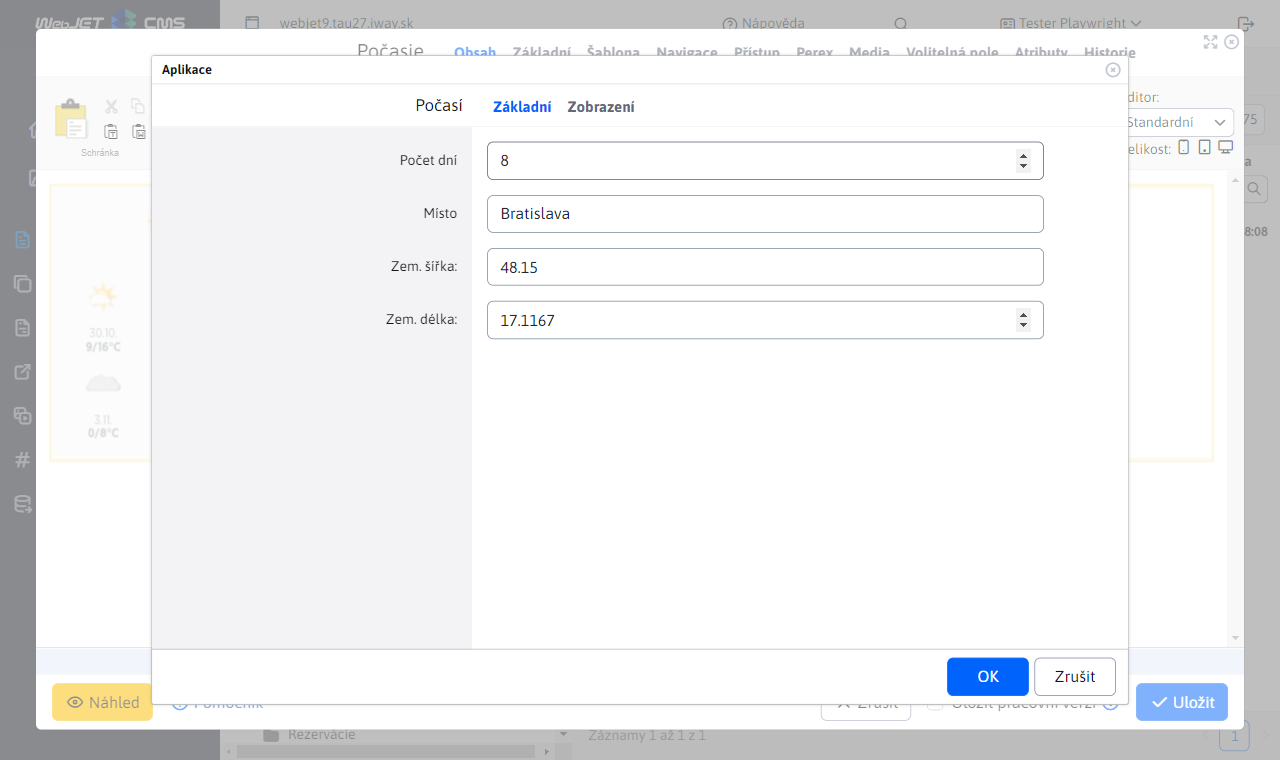 WebJET CMS
webjet9.tau27.iway.sk
Nápověda
Tester Playwright
Počasie
Obsah Základní Šablona Navigace Přístup Perex Media Volitelná pole Atributy Historie
Aplikace
Počasí
Základní Zobrazení
Schránka
ditor:
Standardní
75
elikost:
Počet dní
8
Místo
Bratislava
Zem. šířka:
48.15
Zem. délka:
17.1167
8:08
30.10.
9/16°C
3.11.
0/8°C
OK
Zrušit
Náhled
Pomocník
Zrušit
Uložit pracovní verzi
Uložit
Rezervácie
Záznamy 1 až 1 z 1
1